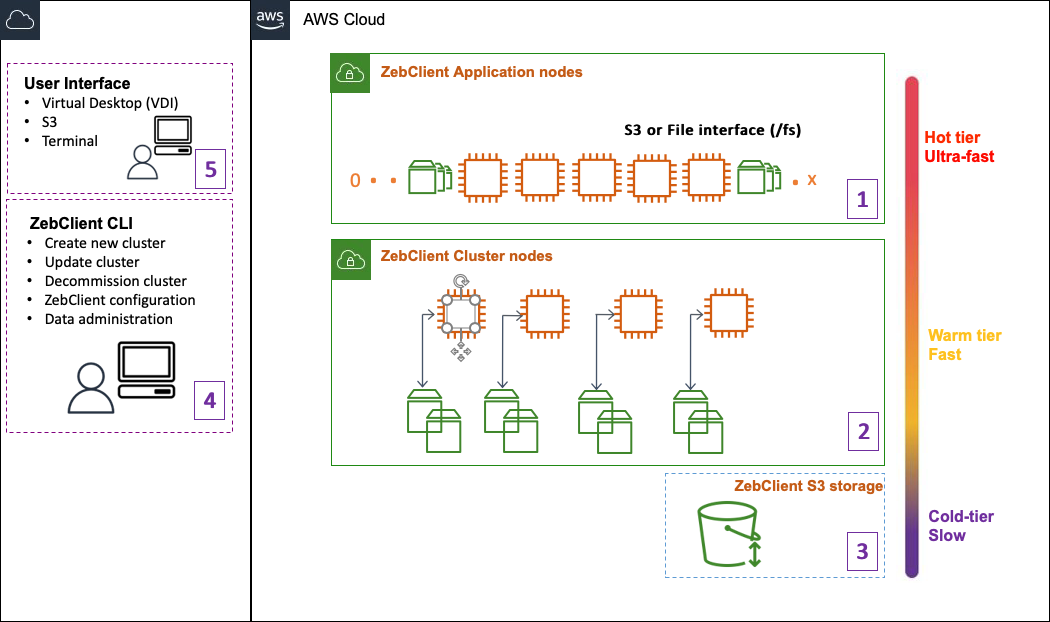 aws
AWS Cloud
User Interface
• Virtual Desktop (VDI)
• S3
• Terminal
5
ZebClient CLI
• Create new cluster
• Update cluster
• Decommission cluster
• ZebClient configuration
• Data administration
4
ZebClient Application nodes
S3 or File interface (/fs)
0 • •
. x
1
ZebClient Cluster nodes
2
ZebClient S3 storage
3
Hot tier
Ultra-fast
Warm tier
Fast
Cold-tier
Slow